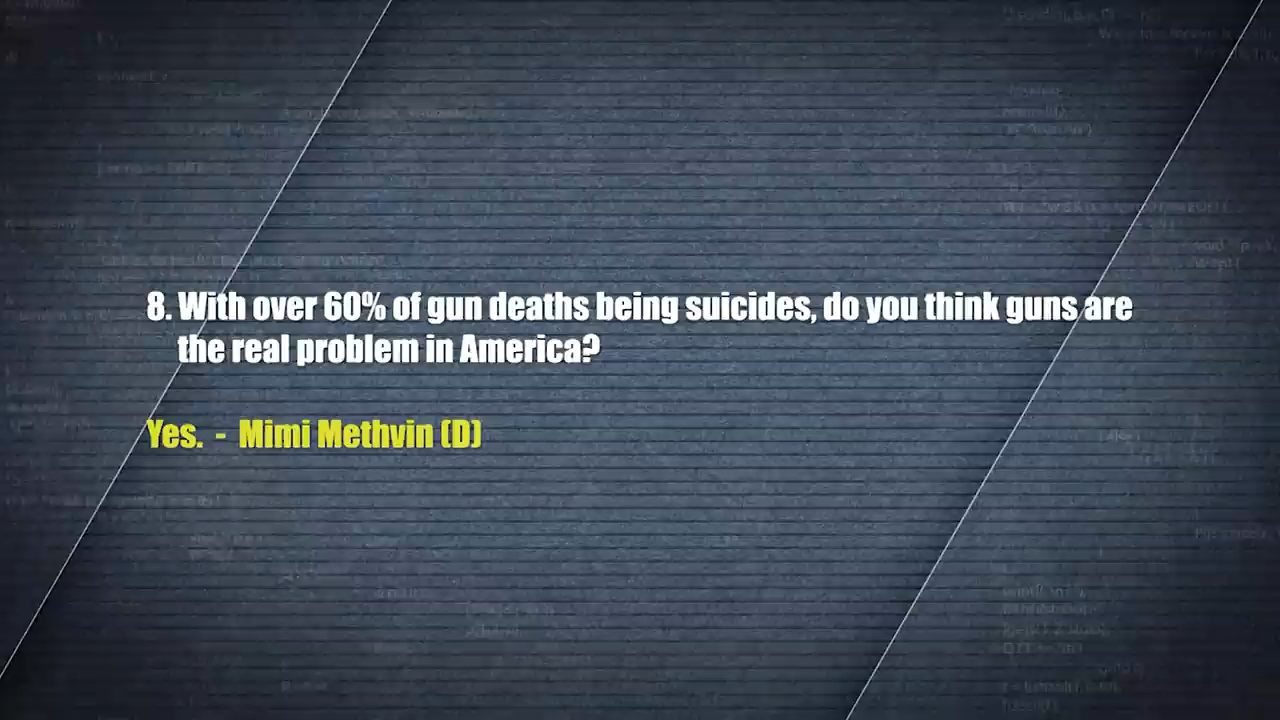 8. With over 60% of gun deaths being suicides, do you think guns are
the real problem in America?
Yes. - Mimi Methvin (D)